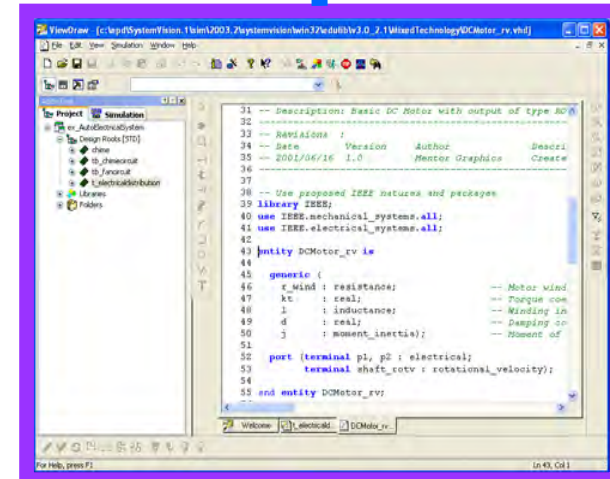 ViewDraw - [c:\epd\SystemVision.1\sim\2003.2\systemvision\win32\edulib\v3.0_2.1\MixedTechnology\DCMotor_rv.vhd]
File Edit View Simulation Window Help
Project Simulation
ex_AutoElectricalSystem
Design Roots [STD]
chime
tb_chimecircuit
tb_fancircuit
t_electricaldistribution
Libraries
Folders
31 -- Description: Basic DC Motor with output of type RO
32 --
33 -- Revisions :
34 -- Date Version Author Descri
35 -- 2001/06/16 1.0 Mentor Graphics Create
36 --
37
38 -- Use proposed IEEE natures and packages
39 library IEEE;
40 use IEEE.mechanical_systems.all;
41 use IEEE.electrical_systems.all;
42
43 entity DCMotor_rv is
44
45 generic (
46 r_wind : resistance; -- Motor wind
47 kt : real; -- Torque coe
48 l : inductance; -- Winding in
49 d : real; -- Damping co
50 j : moment_inertia); -- Moment of
51
52 port (terminal p1, p2 : electrical;
53 terminal shaft_rotv : rotational_velocity);
54
55 end entity DCMotor_rv;
Welcome t_electricald... DCMotor_rv...
For Help, press F1 Ln 43, Col 1